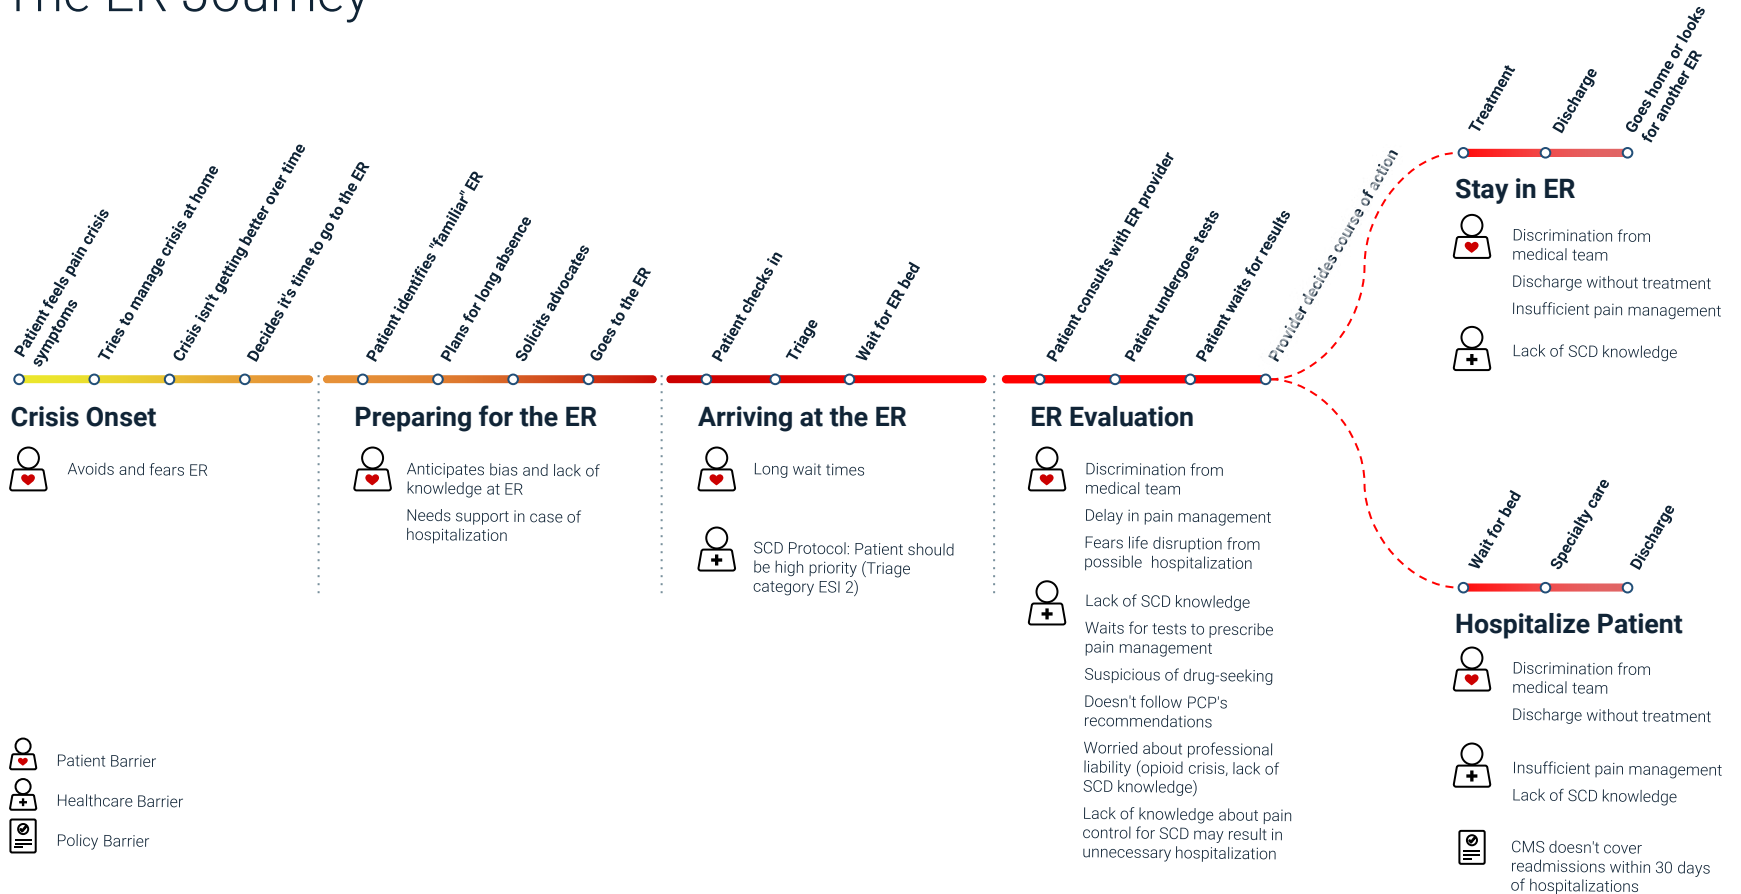 The ER Journey
Patient feels pain crisis
symptoms
Tries to manage crisis at home
Crisis isn't getting better over time
Decides it's time to go to the ER
Crisis Onset
Avoids and fears ER
Patient identifies "familiar" ER
Plans for long absence
Solicits advocates
Goes to the ER
Preparing for the ER
Anticipates bias and lack of
knowledge at ER
Needs support in case of
hospitalization
Patient checks in
Triage
Wait for ER bed
Arriving at the ER
Long wait times
SCD Protocol: Patient should
be high priority (Triage
category ESI 2)
Patient consults with ER provider
Patient undergoes tests
Patient waits for results
Provider decides course of action
ER Evaluation
Discrimination from
medical team
Delay in pain management
Fears life disruption from
possible hospitalization
Lack of SCD knowledge
Waits for tests to prescribe
pain management
Suspicious of drug-seeking
Doesn't follow PCP's
recommendations
Worried about professional
liability (opioid crisis, lack of
SCD knowledge)
Lack of knowledge about pain
control for SCD may result in
unnecessary hospitalization
Treatment
Discharge
Goes home or looks
for another ER
Stay in ER
Discrimination from
medical team
Discharge without treatment
Insufficient pain management
Lack of SCD knowledge
Wait for bed
Specialty care
Discharge
Hospitalize Patient
Discrimination from
medical team
Discharge without treatment
Insufficient pain management
Lack of SCD knowledge
CMS doesn't cover
readmissions within 30 days
of hospitalizations
Patient Barrier
Healthcare Barrier
Policy Barrier